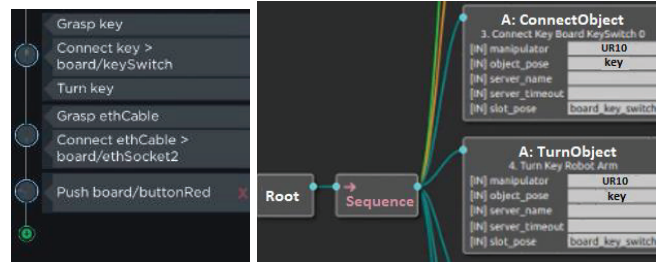 Grasp key
Connect key >
board/keySwitch
Turn key
Grasp ethCable
Connect ethCable >
board/ethSocket2
Push board/buttonRed X
Root
→
Sequence
A: ConnectObject
3. Connect Key Board KeySwitch 0
[IN] manipulator UR10
[IN] object_pose key
[IN] server_name
[IN] server_timeout
[IN] slot_pose board_key_switch
A: TurnObject
4. Turn Key Robot Arm
[IN] manipulator UR10
[IN] object_pose key
[IN] server_name
[IN] server_timeout
[IN] slot_pose board_key_switch